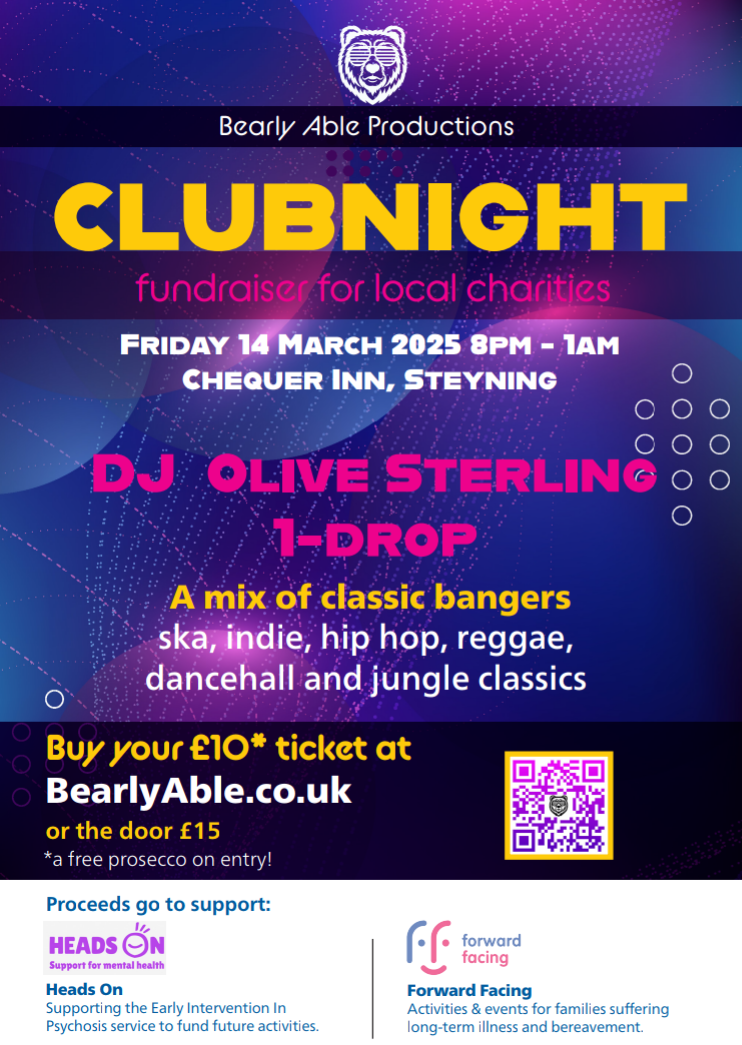 Bearly Able Productions
CLUBNIGHT
fundraiser for local charities
Friday 14 March 2025 8pm – 1am
Chequer Inn, Steyning
DJ Olive Sterling
1-drop
A mix of classic bangers
ska, indie, hip hop, reggae,
dancehall and jungle classics
Buy your £10* ticket at
BearlyAble.co.uk
or the door £15
*a free prosecco on entry!
Proceeds go to support:
HEADS ON
Support for mental health
Heads On
Supporting the Early Intervention In
Psychosis service to fund future activities.
forward
facing
Forward Facing
Activities & events for families suffering
long-term illness and bereavement.